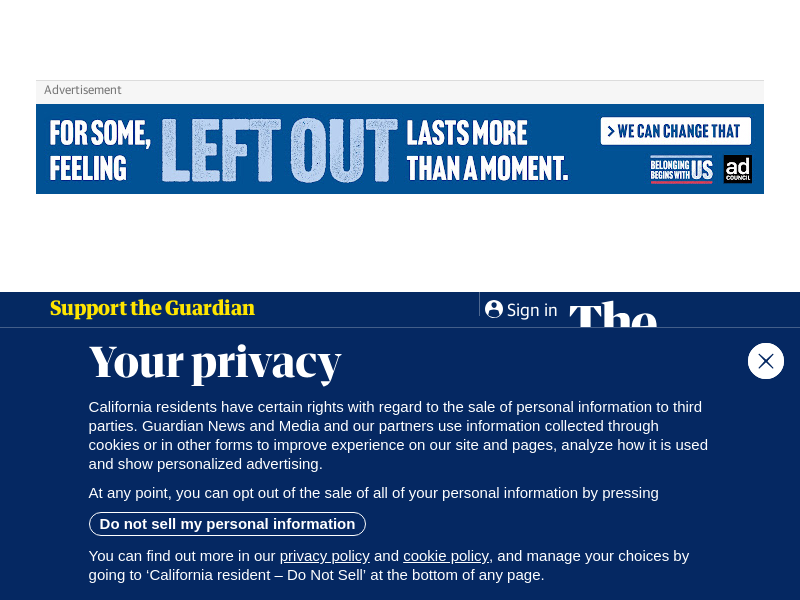 Advertisement
FOR SOME, FEELING LEFT OUT LASTS MORE THAN A MOMENT.
> WE CAN CHANGE THAT
BELONGING BEGINS WITH US
ad COUNCIL
Support the Guardian
Sign in
The
Your privacy
California residents have certain rights with regard to the sale of personal information to third
parties. Guardian News and Media and our partners use information collected through
cookies or in other forms to improve experience on our site and pages, analyze how it is used
and show personalized advertising.
At any point, you can opt out of the sale of all of your personal information by pressing
Do not sell my personal information
You can find out more in our privacy policy and cookie policy, and manage your choices by
going to ‘California resident – Do Not Sell’ at the bottom of any page.